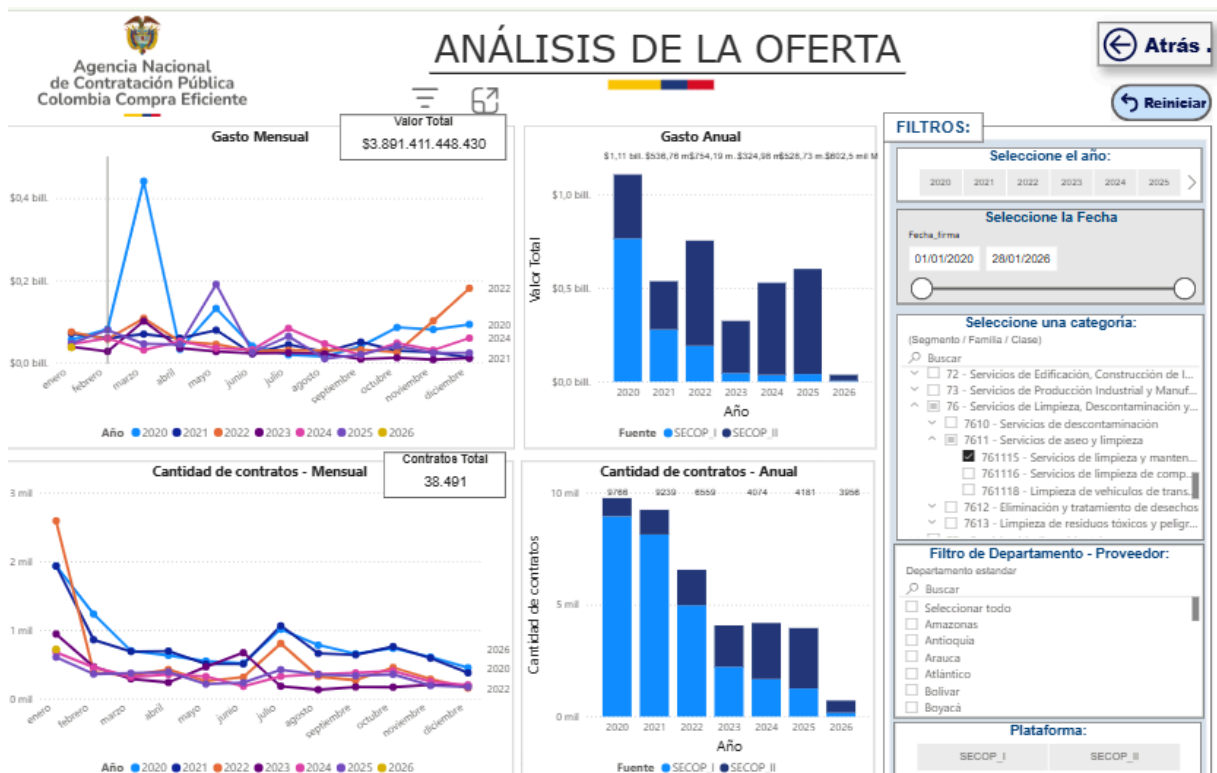 Agencia Nacional
de Contratación Pública
Colombia Compra Eficiente
ANÁLISIS DE LA OFERTA
Atrás .
Reiniciar
Gasto Mensual
Valor Total
$3.891.411.448.430
$0,4 bill.
$0,2 bill.
$0,0 bill.
2022
2020
2024
2021
enero
febrero
marzo
abril
mayo
junio
julio
agosto
septiembre
octubre
noviembre
diciembre
Año 2020 2021 2022 2023 2024 2025 2026
Gasto Anual
$1,11 bill. $536,76 m $754,19 m. $324,98 m $528,73 m. $602,5 mil M
Valor Total
$1,0 bill.
$0,5 bill.
$0,0 bill.
2020 2021 2022 2023 2024 2025 2026
Año
Fuente SECOP_I SECOP_II
Cantidad de contratos - Mensual
Contratos Total
38.491
3 mil
2 mil
1 mil
0 mil
2026
2020
2022
enero
febrero
marzo
abril
mayo
junio
julio
agosto
septiembre
octubre
noviembre
diciembre
Año 2020 2021 2022 2023 2024 2025 2026
Cantidad de contratos - Anual
9766 9239 6559 4074 4181 3956
Cantidad de contratos
10 mil
5 mil
0 mil
2020 2021 2022 2023 2024 2025 2026
Año
Fuente SECOP_I SECOP_II
FILTROS:
Seleccione el año:
2020 2021 2022 2023 2024 2025
Seleccione la Fecha
Fecha_firma
01/01/2020 28/01/2026
Seleccione una categoría:
(Segmento / Familia / Clase)
Buscar
72 - Servicios de Edificación, Construcción de I...
73 - Servicios de Producción Industrial y Manuf...
76 - Servicios de Limpieza, Descontaminación y...
7610 - Servicios de descontaminación
7611 - Servicios de aseo y limpieza
761115 - Servicios de limpieza y manten...
761116 - Servicios de limpieza de comp...
761118 - Limpieza de vehículos de trans...
7612 - Eliminación y tratamiento de desechos
7613 - Limpieza de residuos tóxicos y peligr...
Filtro de Departamento - Proveedor:
Departamento estandar
Buscar
Seleccionar todo
Amazonas
Antioquia
Arauca
Atlántico
Bolívar
Boyacá
Plataforma:
SECOP_I SECOP_II